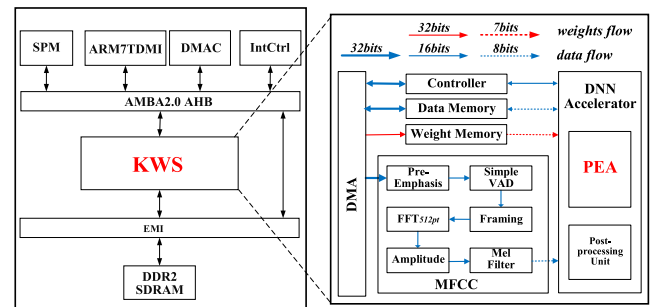 SPM
ARM7TDMI
DMAC
IntCtrl
AMBA2.0 AHB
KWS
EMI
DDR2
SDRAM
32bits
7bits
weights flow
32bits
16bits
8bits
data flow
DMA
Controller
Data Memory
Weight Memory
Pre-
Emphasis
Simple
VAD
FFT512pt
Framing
Amplitude
Mel
Filter
MFCC
DNN
Accelerator
PEA
Post-
processing
Unit